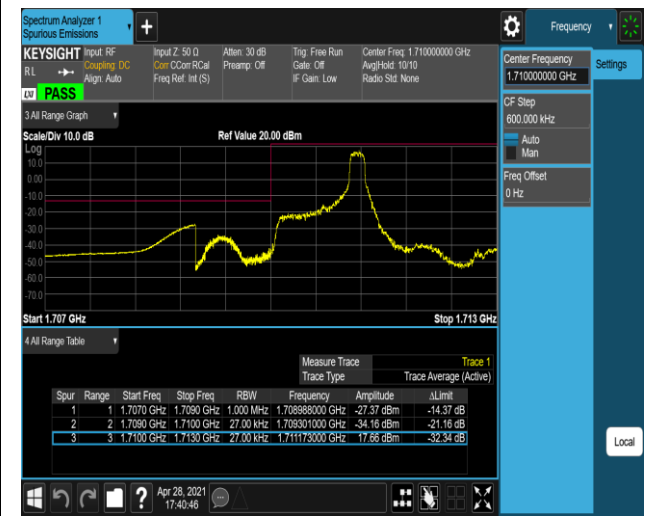 Spectrum Analyzer 1
Spurious Emissions
Frequency
KEYSIGHT Input: RF Input Z: 50 Ω Atten: 30 dB Trig: Free Run Center Freq: 1.710000000 GHz
RL Coupling: DC Corr CCorr RCal Preamp: Off Gate: Off Avg|Hold: 10/10
Align: Auto Freq Ref: Int (S) IF Gain: Low Radio Std: None
LXI PASS
Center Frequency
1.710000000 GHz
Settings
CF Step
600.000 kHz
Auto
Man
Freq Offset
0 Hz
3 All Range Graph
Scale/Div 10.0 dB Ref Value 20.00 dBm
Log
10.0
0.00
-10.0
-20.0
-30.0
-40.0
-50.0
-60.0
-70.0
Start 1.707 GHz Stop 1.713 GHz
4 All Range Table
Measure Trace Trace 1
Trace Type Trace Average (Active)
Spur Range Start Freq Stop Freq RBW Frequency Amplitude ΔLimit
1 1 1.7070 GHz 1.7090 GHz 1.000 MHz 1.708988000 GHz -27.37 dBm -14.37 dB
2 2 1.7090 GHz 1.7100 GHz 27.00 kHz 1.709301000 GHz -34.16 dBm -21.16 dB
3 3 1.7100 GHz 1.7130 GHz 27.00 kHz 1.711173000 GHz 17.66 dBm -32.34 dB
Local
Apr 28, 2021
17:40:46